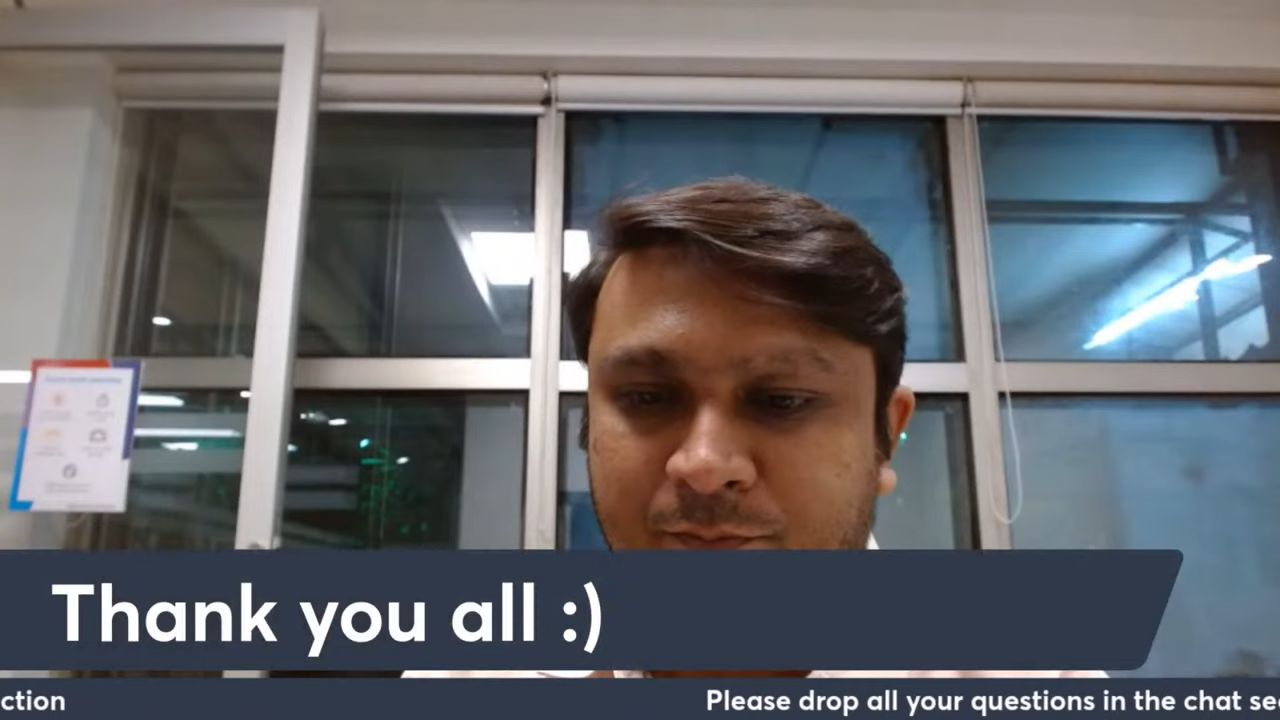 Thank you all :)
ction Please drop all your questions in the chat se